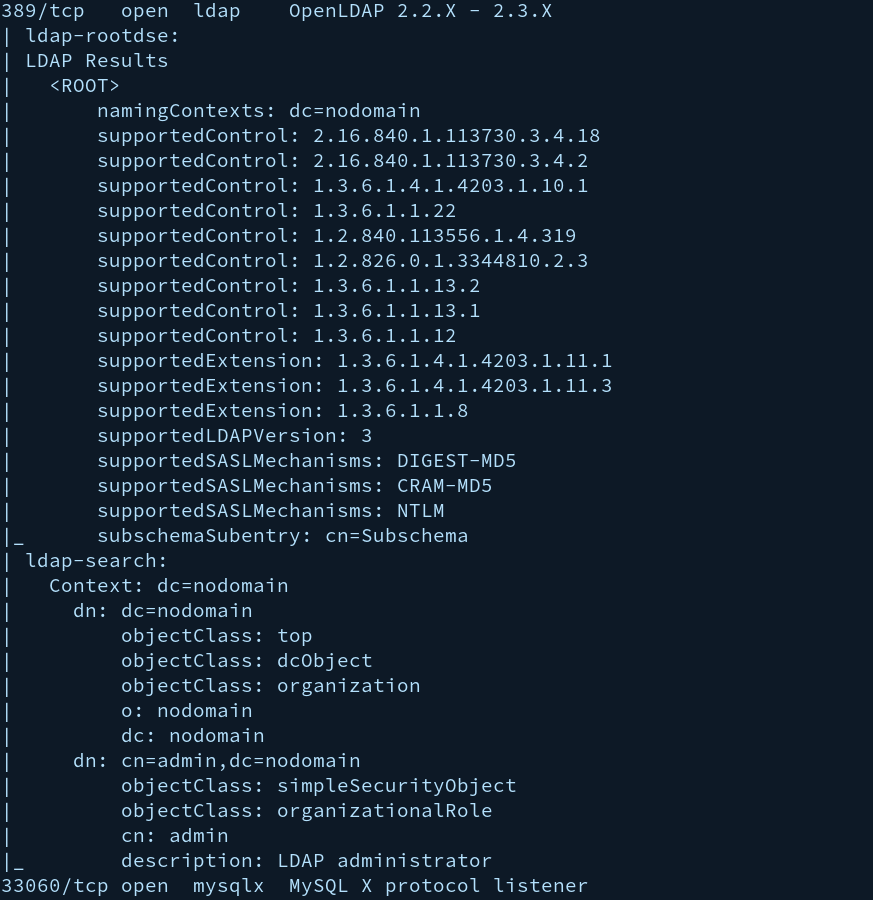 389/tcp   open  ldap    OpenLDAP 2.2.X - 2.3.X
| ldap-rootdse:
| LDAP Results
|   <ROOT>
|       namingContexts: dc=nodomain
|       supportedControl: 2.16.840.1.113730.3.4.18
|       supportedControl: 2.16.840.1.113730.3.4.2
|       supportedControl: 1.3.6.1.4.1.4203.1.10.1
|       supportedControl: 1.3.6.1.1.22
|       supportedControl: 1.2.840.113556.1.4.319
|       supportedControl: 1.2.826.0.1.3344810.2.3
|       supportedControl: 1.3.6.1.1.13.2
|       supportedControl: 1.3.6.1.1.13.1
|       supportedControl: 1.3.6.1.1.12
|       supportedExtension: 1.3.6.1.4.1.4203.1.11.1
|       supportedExtension: 1.3.6.1.4.1.4203.1.11.3
|       supportedExtension: 1.3.6.1.1.8
|       supportedLDAPVersion: 3
|       supportedSASLMechanisms: DIGEST-MD5
|       supportedSASLMechanisms: CRAM-MD5
|       supportedSASLMechanisms: NTLM
|_      subschemaSubentry: cn=Subschema
| ldap-search:
|   Context: dc=nodomain
|     dn: dc=nodomain
|         objectClass: top
|         objectClass: dcObject
|         objectClass: organization
|         o: nodomain
|         dc: nodomain
|     dn: cn=admin,dc=nodomain
|         objectClass: simpleSecurityObject
|         objectClass: organizationalRole
|         cn: admin
|_        description: LDAP administrator
33060/tcp open  mysqlx  MySQL X protocol listener